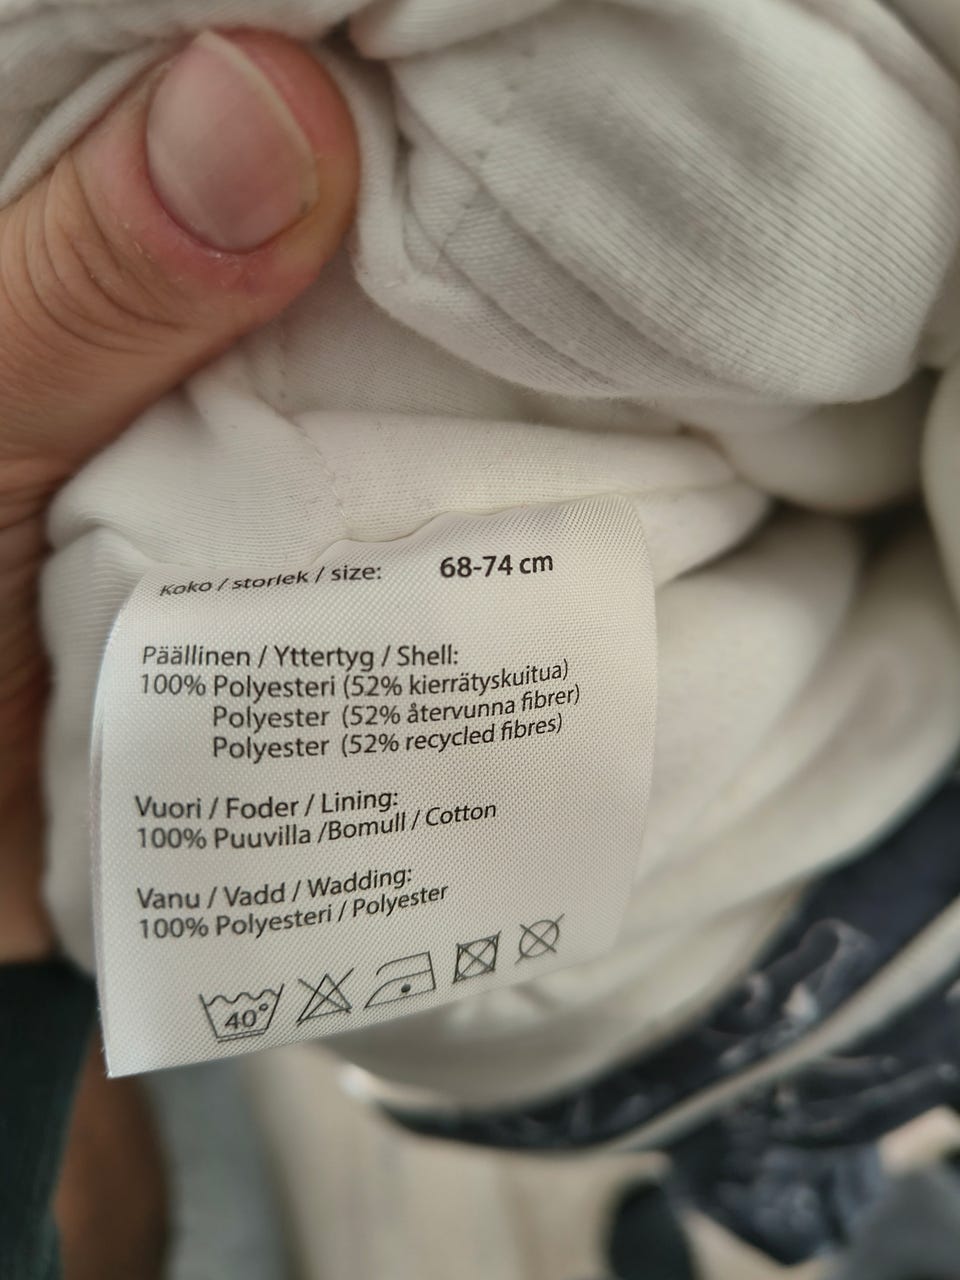 Koko / storlek / size: 68-74 cm
Päällinen / Yttertyg / Shell:
100% Polyesteri (52% kierrätyskuitua)
Polyester (52% återvunna fibrer)
Polyester (52% recycled fibres)
Vuori / Foder / Lining:
100% Puuvilla /Bomull / Cotton
Vanu / Vadd / Wadding:
100% Polyesteri / Polyester
40°